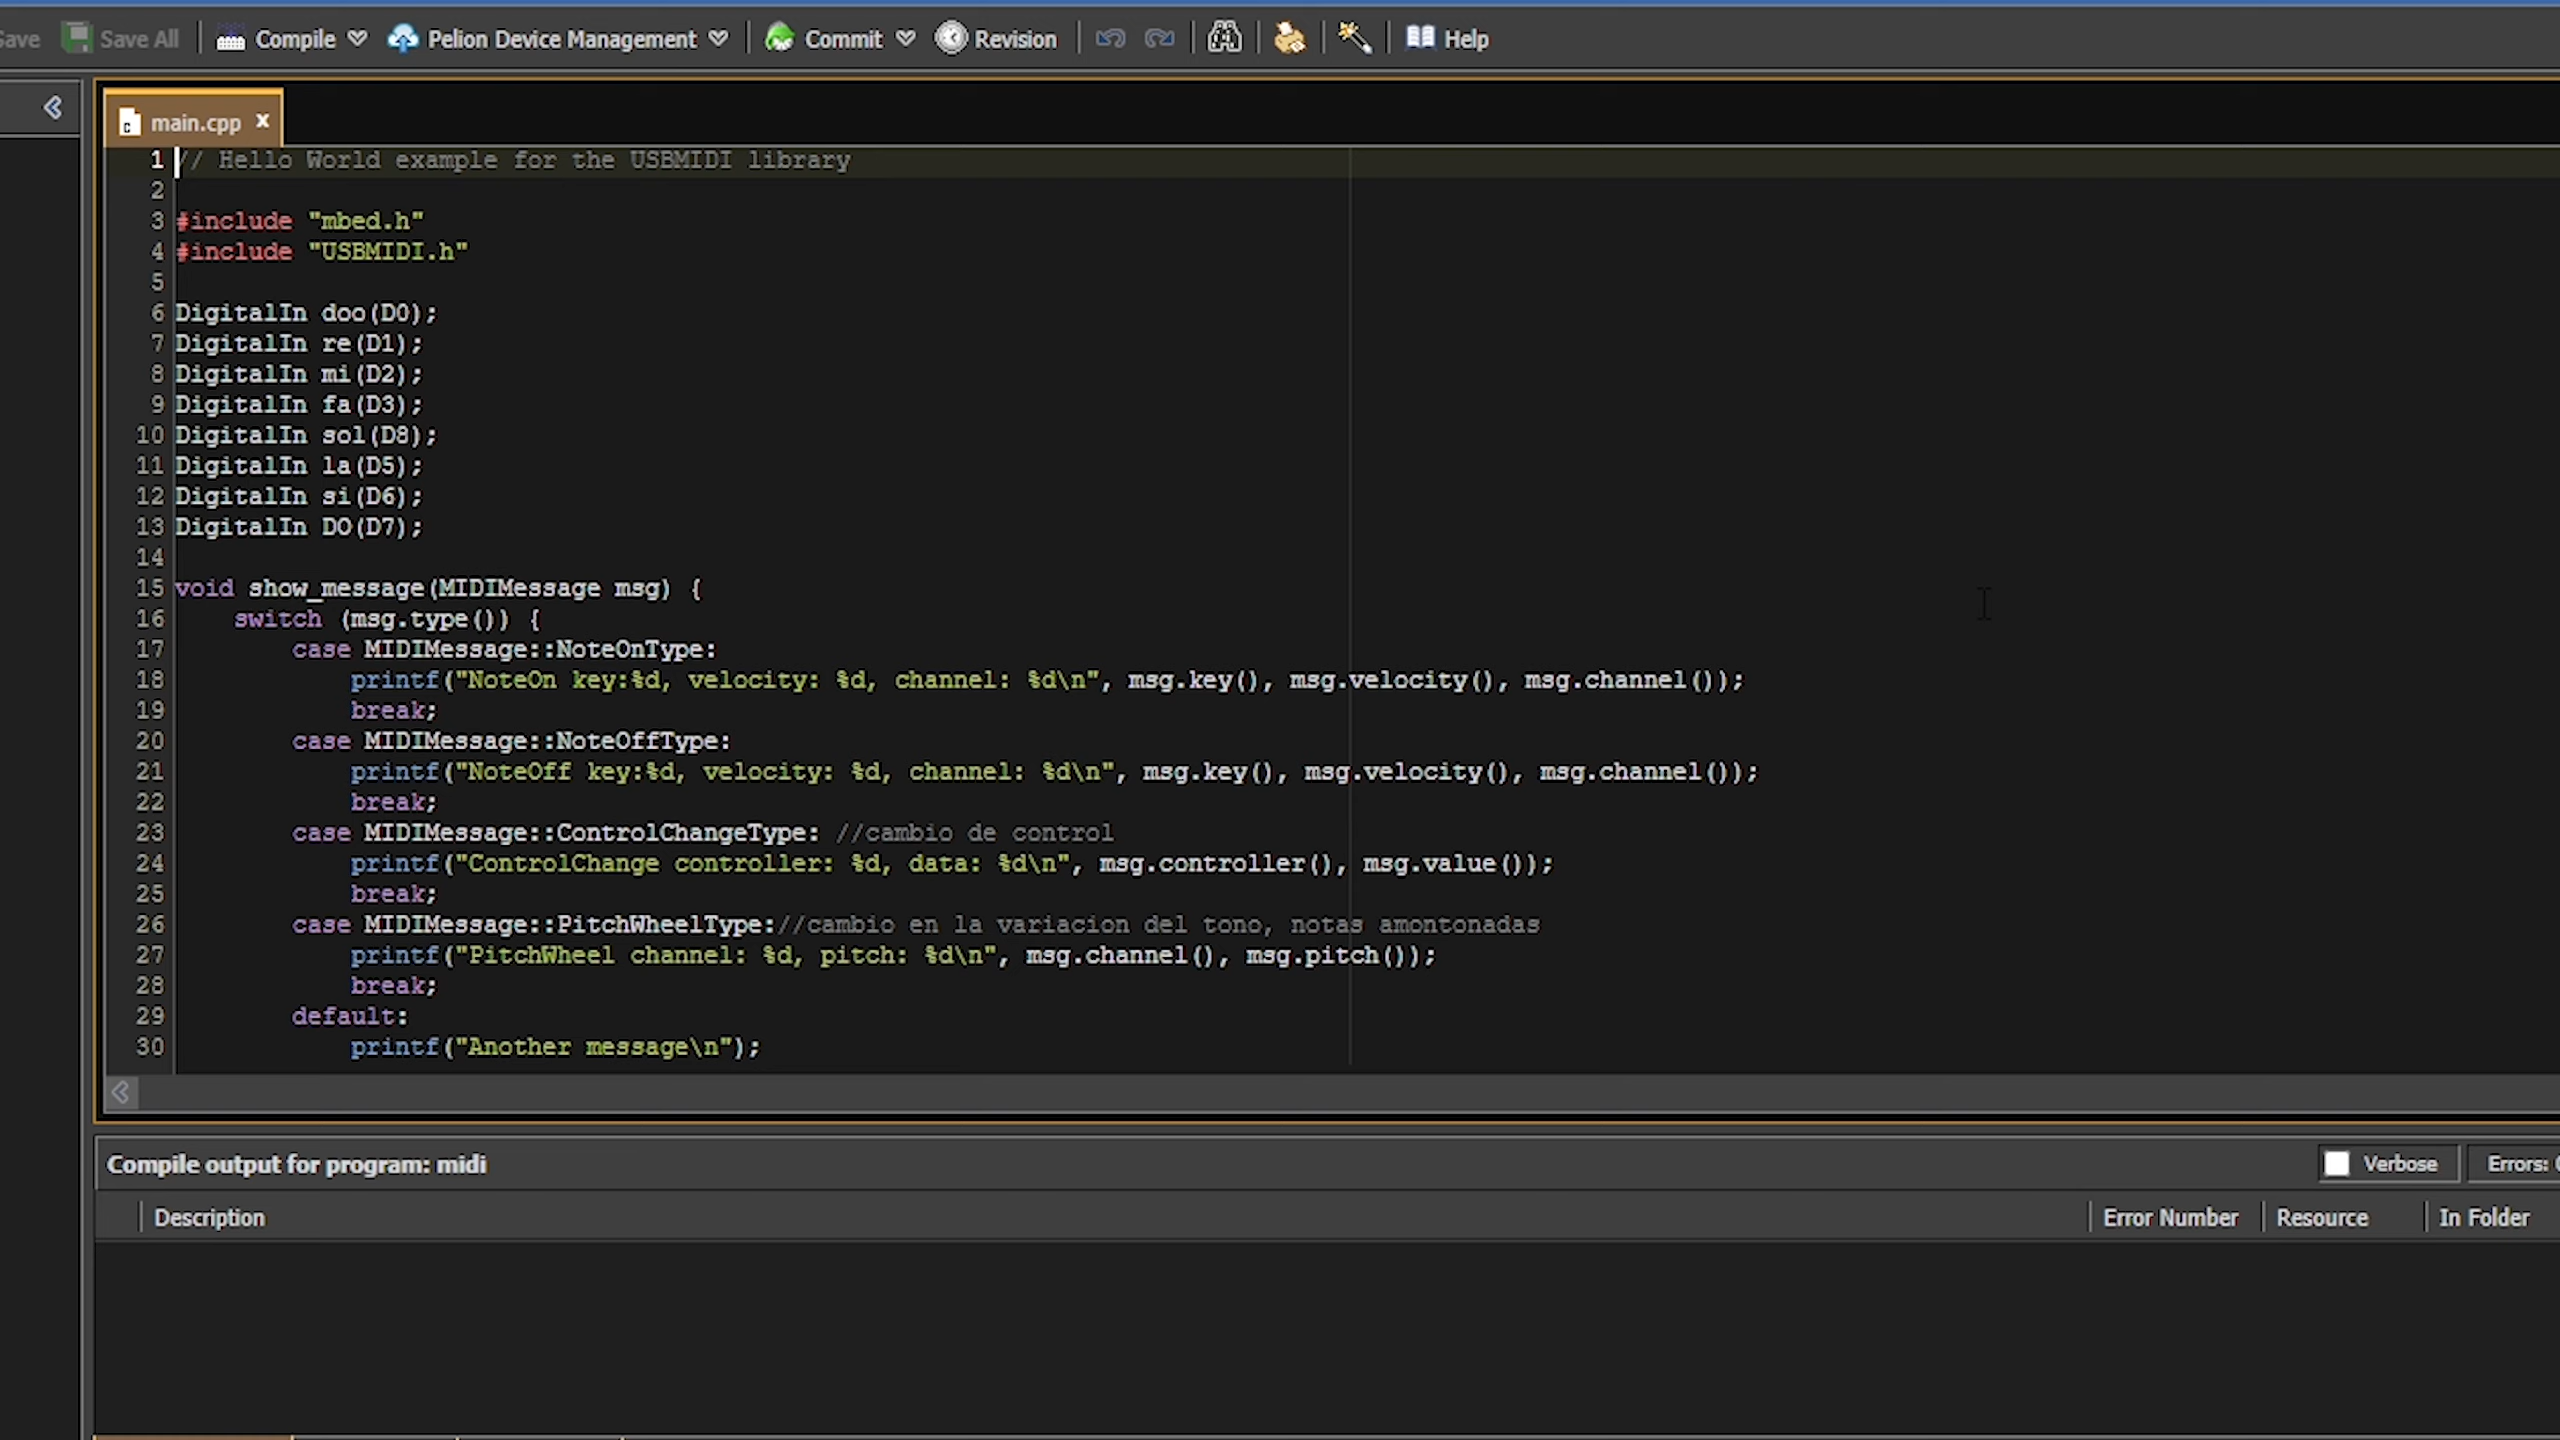 Save Save All Compile Pelion Device Management Commit Revision Help
main.cpp x
1 // Hello World example for the USBMIDI library
2
3 #include "mbed.h"
4 #include "USBMIDI.h"
5
6 DigitalIn doo(D0);
7 DigitalIn re(D1);
8 DigitalIn mi(D2);
9 DigitalIn fa(D3);
10 DigitalIn sol(D8);
11 DigitalIn la(D5);
12 DigitalIn si(D6);
13 DigitalIn DO(D7);
14
15 void show_message(MIDIMessage msg) {
16 switch (msg.type()) {
17 case MIDIMessage::NoteOnType:
18 printf("NoteOn key:%d, velocity: %d, channel: %d\n", msg.key(), msg.velocity(), msg.channel());
19 break;
20 case MIDIMessage::NoteOffType:
21 printf("NoteOff key:%d, velocity: %d, channel: %d\n", msg.key(), msg.velocity(), msg.channel());
22 break;
23 case MIDIMessage::ControlChangeType: //cambio de control
24 printf("ControlChange controller: %d, data: %d\n", msg.controller(), msg.value());
25 break;
26 case MIDIMessage::PitchWheelType://cambio en la variacion del tono, notas amontonadas
27 printf("PitchWheel channel: %d, pitch: %d\n", msg.channel(), msg.pitch());
28 break;
29 default:
30 printf("Another message\n");
Compile output for program: midi Verbose Errors:
Description Error Number Resource In Folder